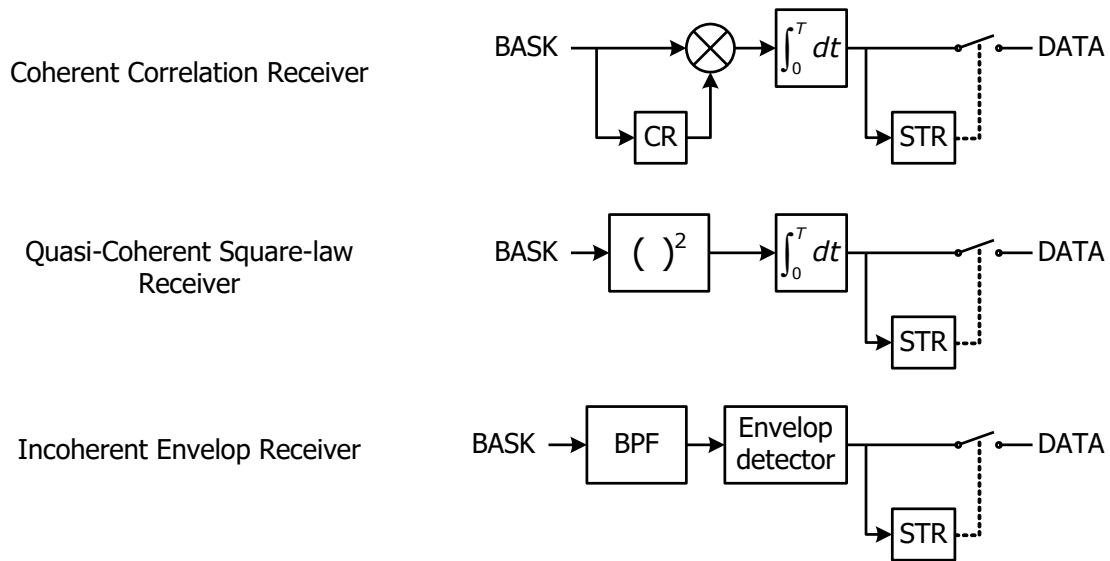 BASK
∫₀ᵀ dt
DATA
Coherent Correlation Receiver
CR
STR
Quasi-Coherent Square-law
Receiver
BASK
( )²
∫₀ᵀ dt
DATA
STR
Incoherent Envelop Receiver
BASK
BPF
Envelop
detector
DATA
STR